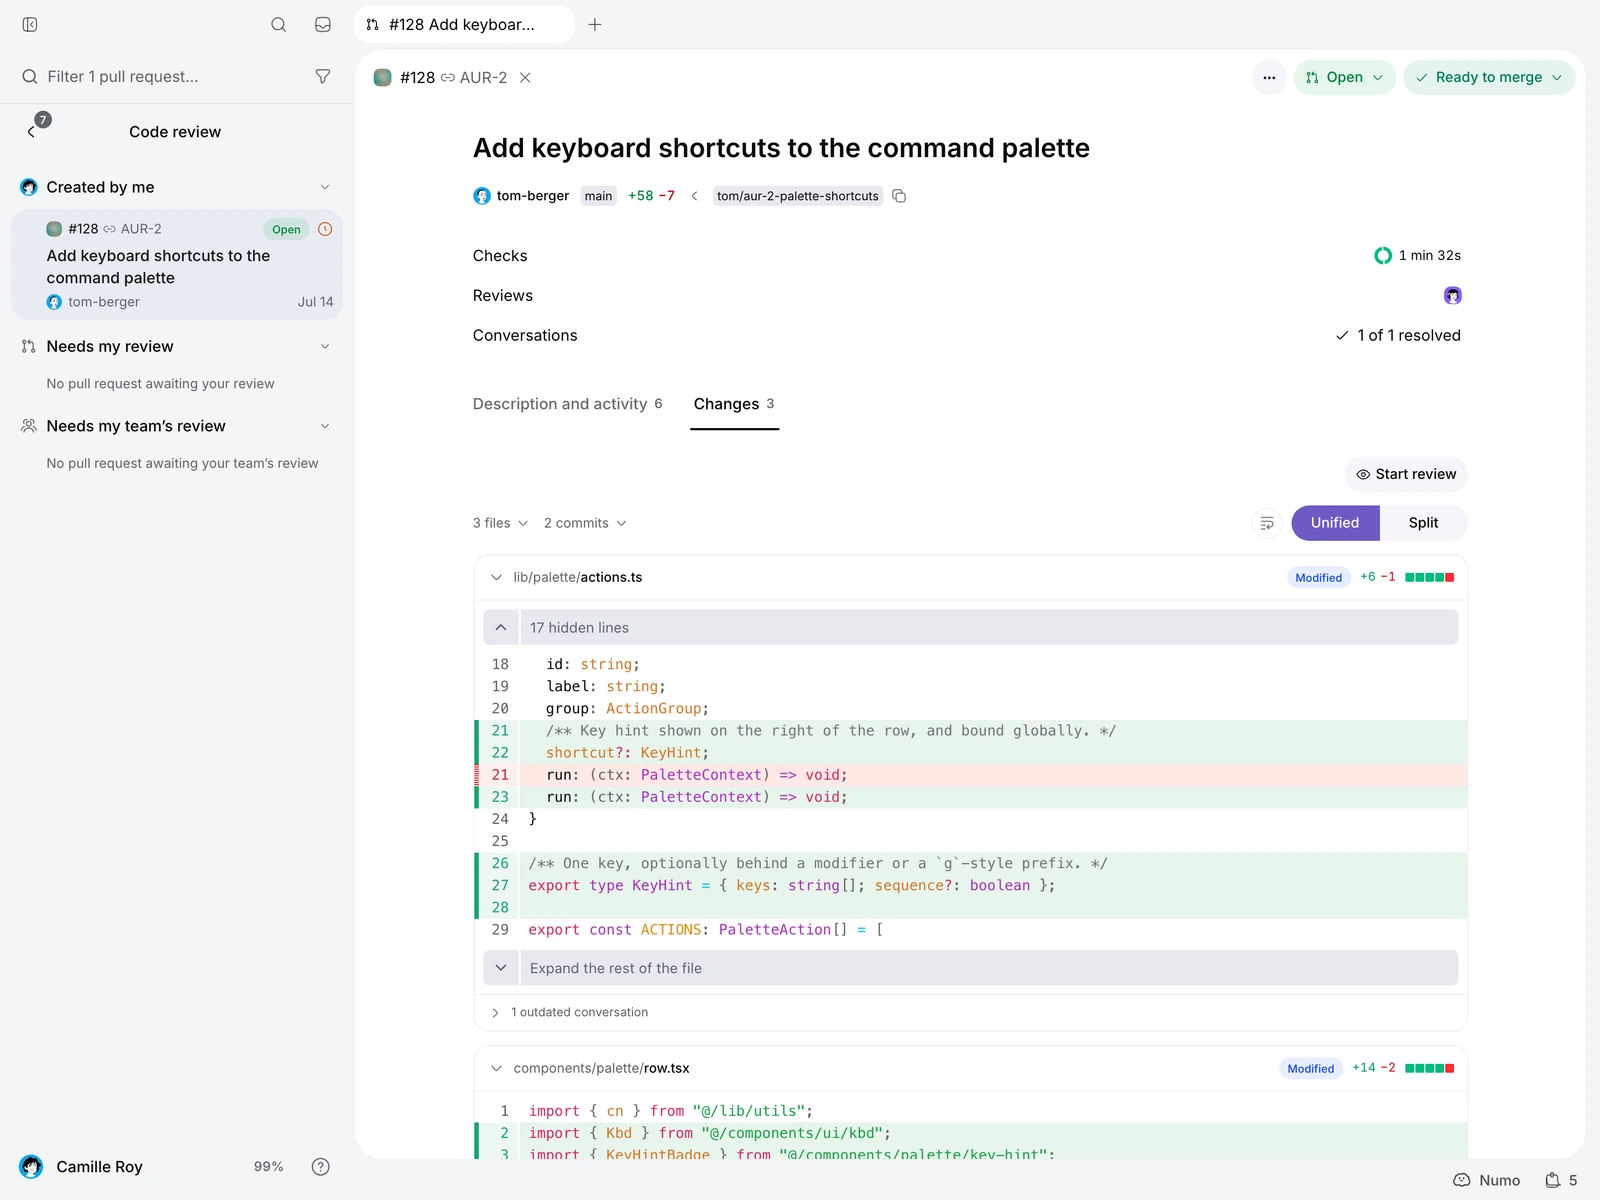 #128 Add keyboar...
Filter 1 pull request...
7
Code review
Created by me
#128 AUR-2 Open
Add keyboard shortcuts to the
command palette
tom-berger Jul 14
Needs my review
No pull request awaiting your review
Needs my team's review
No pull request awaiting your team's review
Camille Roy 99%
#128 AUR-2
Open
Ready to merge
Add keyboard shortcuts to the command palette
tom-berger main +58 −7 tom/aur-2-palette-shortcuts
Checks 1 min 32s
Reviews
Conversations 1 of 1 resolved
Description and activity 6 Changes 3
Start review
3 files 2 commits Unified Split
lib/palette/actions.ts Modified +6 −1
17 hidden lines
18 id: string;
19 label: string;
20 group: ActionGroup;
21 /** Key hint shown on the right of the row, and bound globally. */
22 shortcut?: KeyHint;
21 run: (ctx: PaletteContext) => void;
23 run: (ctx: PaletteContext) => void;
24 }
25
26 /** One key, optionally behind a modifier or a `g`-style prefix. */
27 export type KeyHint = { keys: string[]; sequence?: boolean };
28
29 export const ACTIONS: PaletteAction[] = [
Expand the rest of the file
1 outdated conversation
components/palette/row.tsx Modified +14 −2
1 import { cn } from "@/lib/utils";
2 import { Kbd } from "@/components/ui/kbd";
3 import { KeyHintBadge } from "@/components/palette/key-hint";
Numo 5